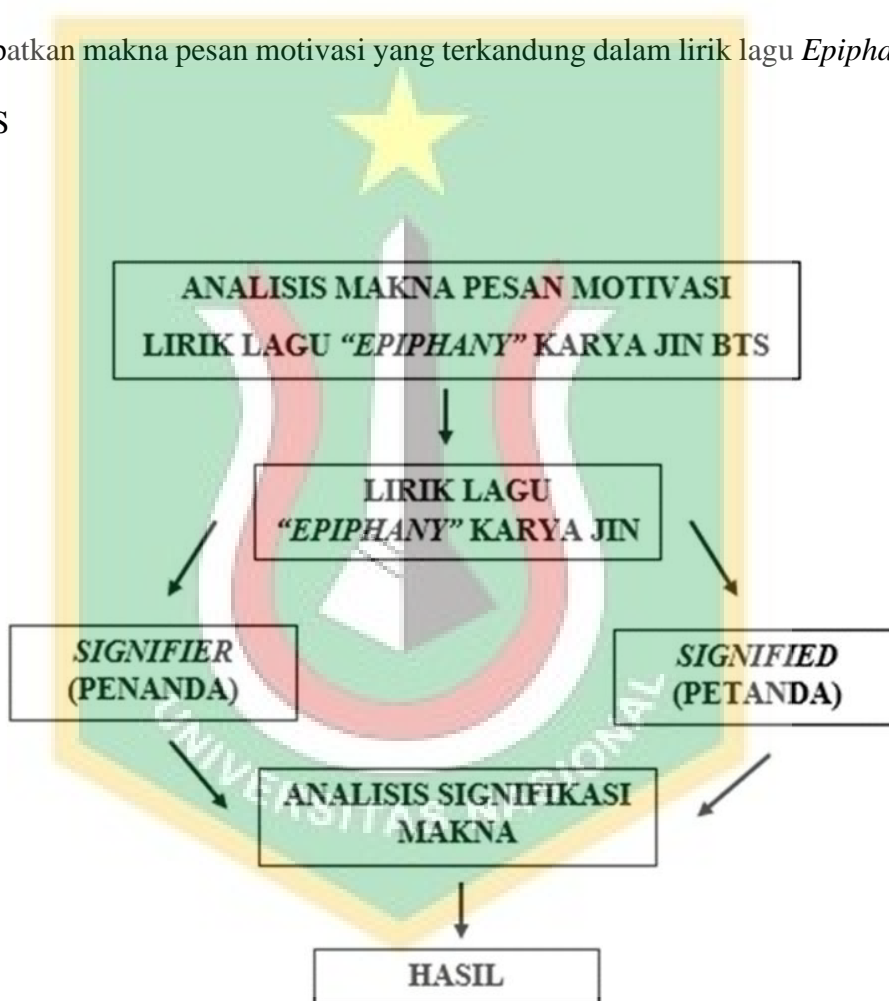 patkan makna pesan motivasi yang terkandung dalam lirik lagu Epipha
S
ANALISIS MAKNA PESAN MOTIVASI
LIRIK LAGU “EPIPHANY” KARYA JIN BTS
LIRIK LAGU
“EPIPHANY” KARYA JIN
SIGNIFIER
(PENANDA)
SIGNIFIED
(PETANDA)
UNIVERSITAS NASIONAL
ANALISIS SIGNIFIKASI
MAKNA
HASIL